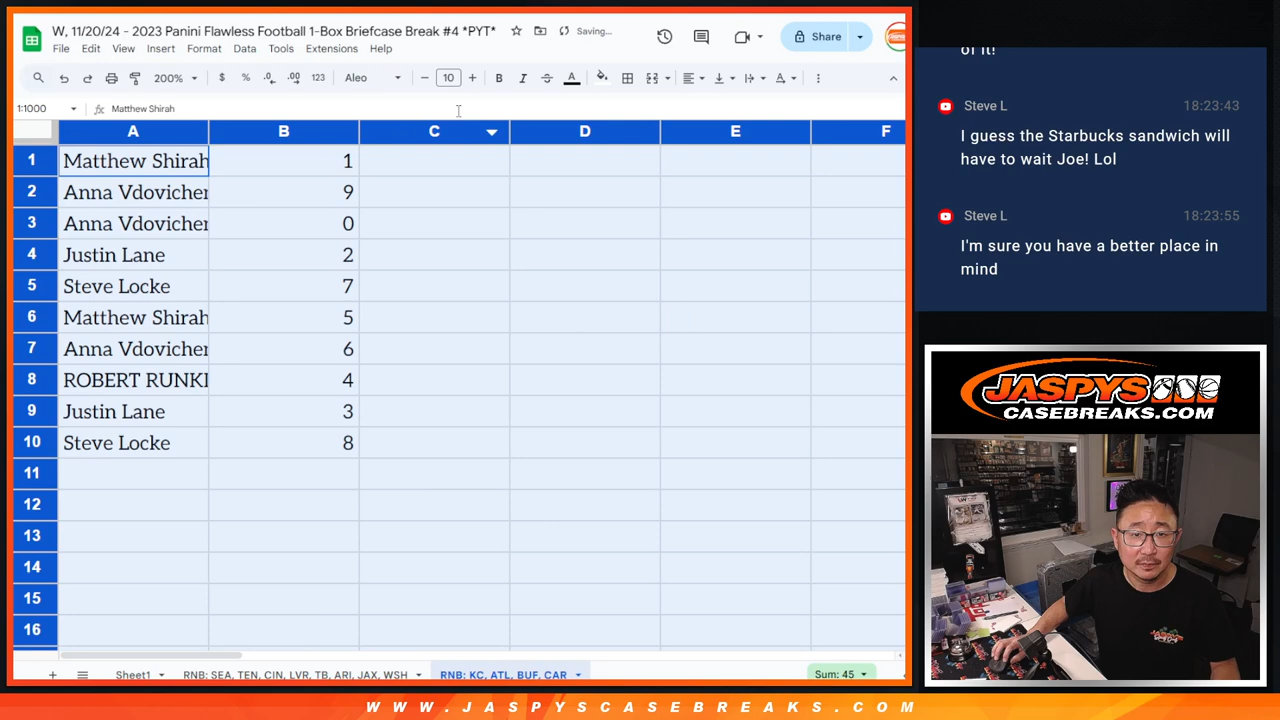 W, 11/20/24 - 2023 Panini Flawless Football 1-Box Briefcase Break #4 *PYT*
Saving...
File Edit View Insert Format Data Tools Extensions Help
Share
200% $ % .0 .00 123 Aleo - 10 + B I A
1:1000 fx Matthew Shirah
A B C D E F
1 Matthew Shirah 1
2 Anna Vdovicher 9
3 Anna Vdovicher 0
4 Justin Lane 2
5 Steve Locke 7
6 Matthew Shirah 5
7 Anna Vdovicher 6
8 ROBERT RUNKL 4
9 Justin Lane 3
10 Steve Locke 8
11
12
13
14
15
16
+ Sheet1 RNB: SEA, TEN, CIN, LVR, TB, ARI, JAX, WSH RNB: KC, ATL, BUF, CAR Sum: 45
of it!
Steve L 18:23:43
I guess the Starbucks sandwich will
have to wait Joe! Lol
Steve L 18:23:55
I'm sure you have a better place in
mind
JASPYS
CASEBREAKS.COM
WWW.JASPYSCASEBREAKS.COM